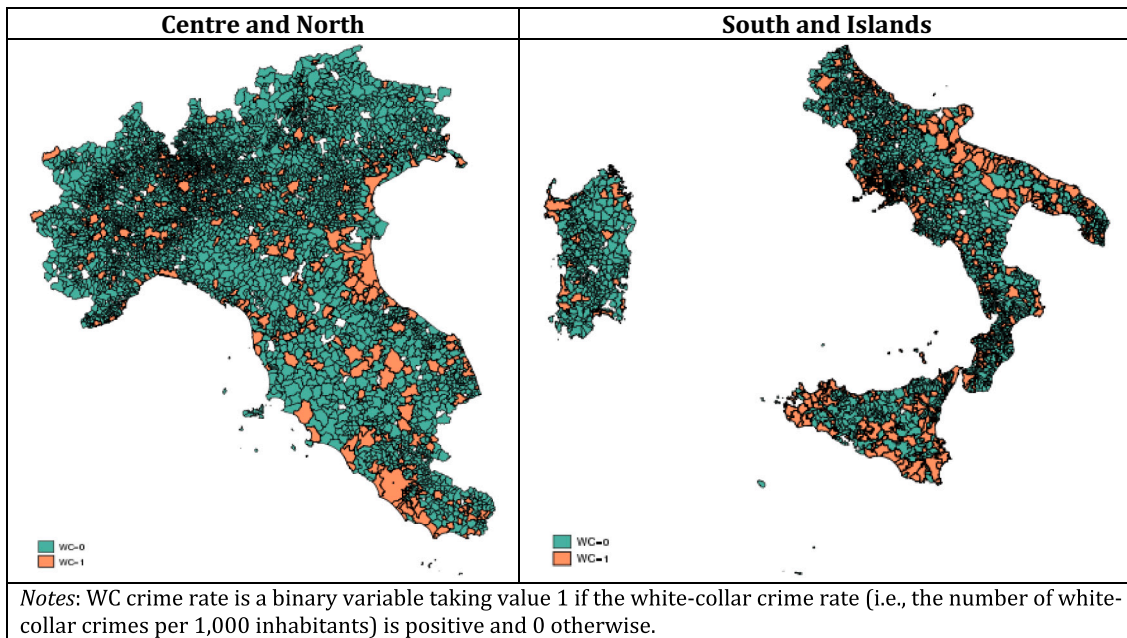 Centre and North
South and Islands
WC=0
WC=1
WC=0
WC=1
Notes: WC crime rate is a binary variable taking value 1 if the white-collar crime rate (i.e., the number of white-
collar crimes per 1,000 inhabitants) is positive and 0 otherwise.